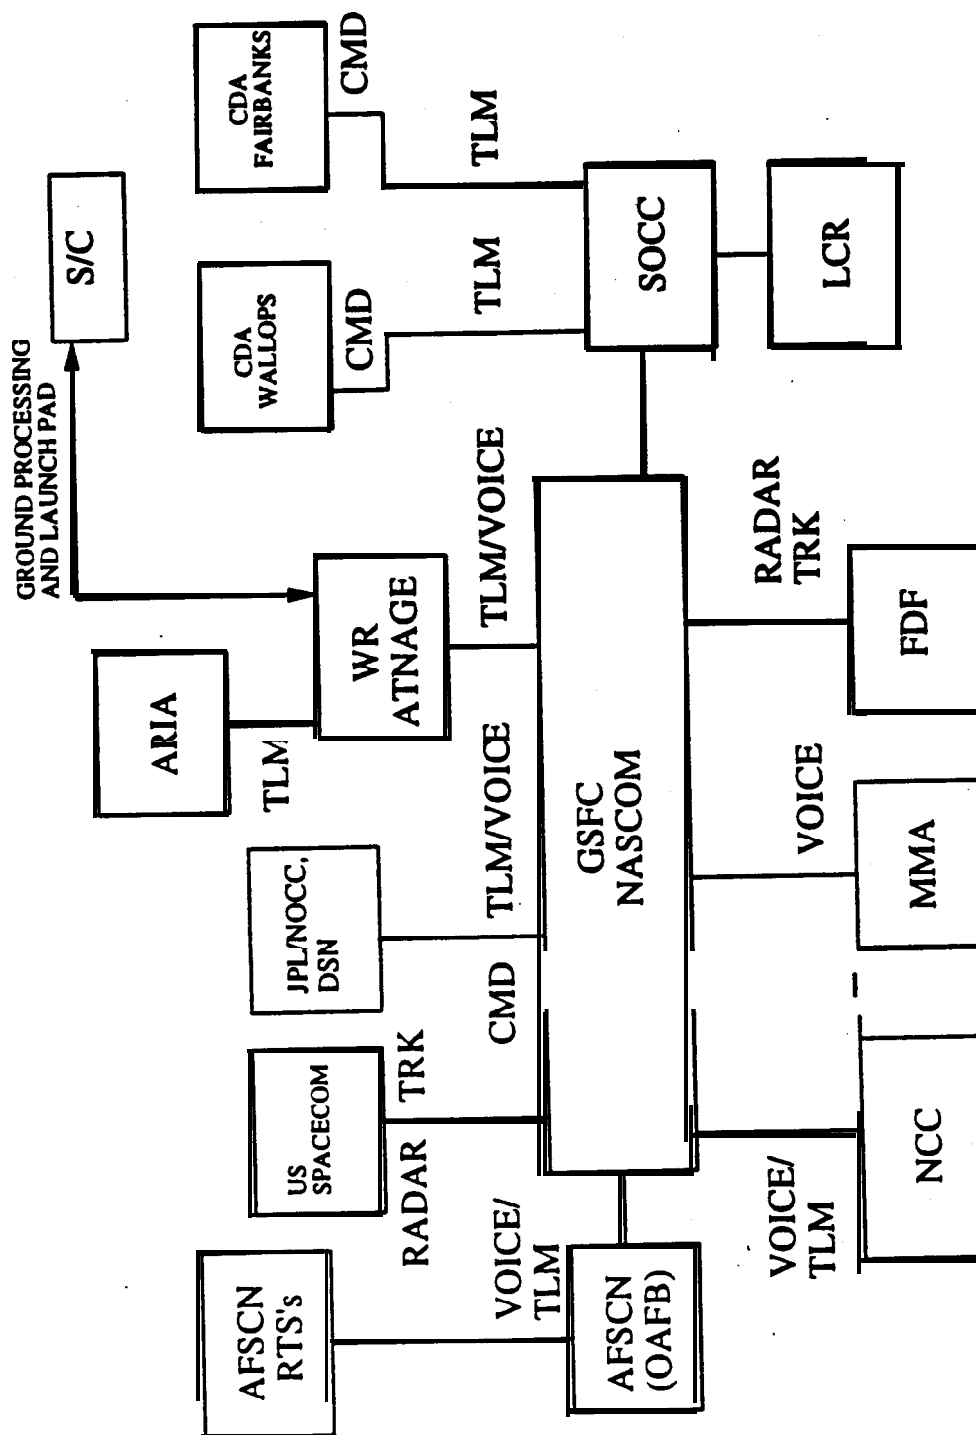 GROUND PROCESSING
AND LAUNCH PAD
S/C
ARIA
TLM
CDA
WALLOPS
CMD
CDA
FAIRBANKS
CMD
AFSCN
RTS's
US
SPACECOM
JPL/NOCC,
DSN
WR
ATNAGE
RADAR
TRK
VOICE/
TLM
CMD
TLM/VOICE
TLM/VOICE
TLM
TLM
AFSCN
(OAFB)
GSFC
NASCOM
SOCC
VOICE/
TLM
VOICE
RADAR
TRK
LCR
NCC
MMA
FDF